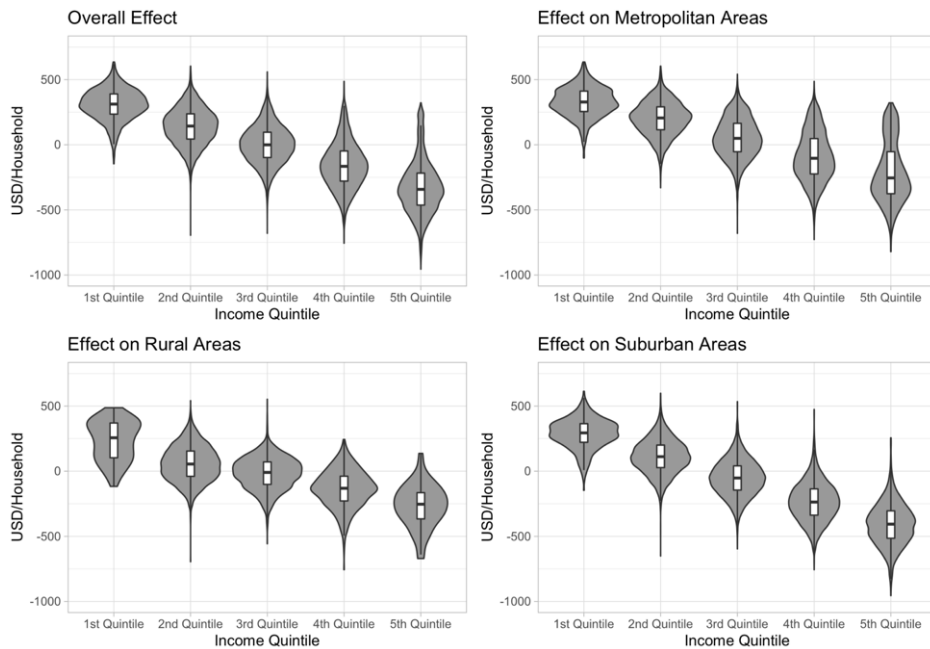 Overall Effect
USD/Household
500
0
-500
-1000
1st Quintile 2nd Quintile 3rd Quintile 4th Quintile 5th Quintile
Income Quintile
Effect on Metropolitan Areas
USD/Household
500
0
-500
-1000
1st Quintile 2nd Quintile 3rd Quintile 4th Quintile 5th Quintile
Income Quintile
Effect on Rural Areas
USD/Household
500
0
-500
-1000
1st Quintile 2nd Quintile 3rd Quintile 4th Quintile 5th Quintile
Income Quintile
Effect on Suburban Areas
USD/Household
500
0
-500
-1000
1st Quintile 2nd Quintile 3rd Quintile 4th Quintile 5th Quintile
Income Quintile